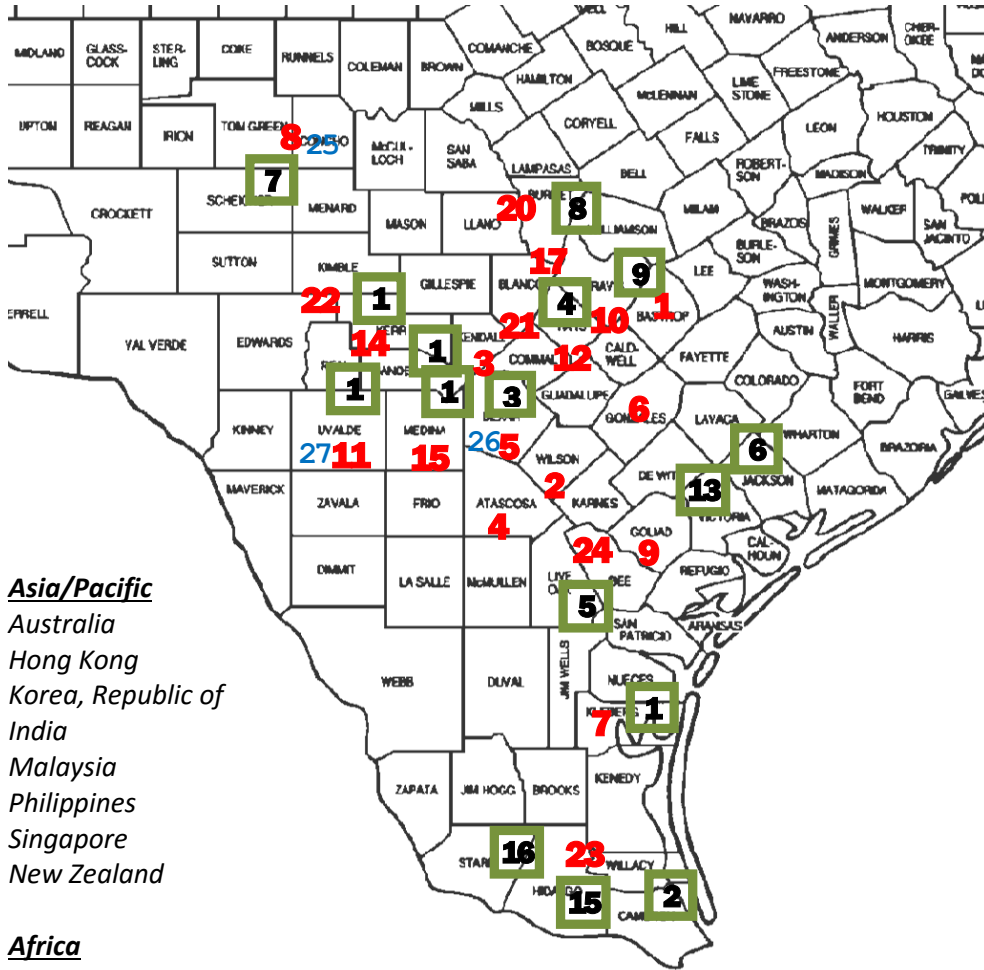 WELL
HILL
NAVARRO
ANDERSON
MIDLAND
GLASS-
COCK
STER-
LING
COKE
RUNNELS
COLEMAN
BROWN
COMANCHE
BOSQUE
HAMILTON
LIME
STONE
FREESTONE
MCLENNAN
MILLS
UPTON
REAGAN
IRION
TOM GREEN
8
CONCHO
25
McCUL-
LOCH
SAN
SABA
CORYELL
FALLS
LEON
HOUSTON
TRINITY
LAMPASAS
BELL
ROBERT-
SON
MADISON
7
CROCKETT
MENARD
MASON
LLANO
20
8
MILAM
BRAZOS
GRIMES
WALKER
SAN
JACINTO
SUTTON
KIMBLE
GILLESPIE
17
9
LEE
BURLE-
SON
WASH-
INGTON
WALLER
MONTGOMERY
22
1
BLANCO
4
1
10
21
AUSTIN
HARRIS
VAL VERDE
EDWARDS
14
KERR
1
KENDALL
3
COMAL
12
CALD-
WELL
FAYETTE
COLORADO
FORT
BEND
1
1
3
GUADALUPE
6
GONZALES
LAVACA
WHARTON
BRAZORIA
KINNEY
UVALDE
27
11
MEDINA
15
26
5
WILSON
2
DE WIT
13
6
JACKSON
MATAGORDA
MAVERICK
ZAVALA
FRIO
ATASCOSA
4
KARNES
VICTORIA
GOLIAD
9
24
CAL-
HOUN
DIMMIT
LA SALLE
McMULLEN
LIVE
5
REFUGIO
SAN
PATRICIO
ARANSAS
WEBB
DUVAL
JIM WELLS
NUECES
1
7
KENEDY
ZAPATA
JIM HOGG
BROOKS
16
23
WILLACY
HIDALGO
15
2
Asia/Pacific
Australia
Hong Kong
Korea, Republic of
India
Malaysia
Philippines
Singapore
New Zealand
Africa